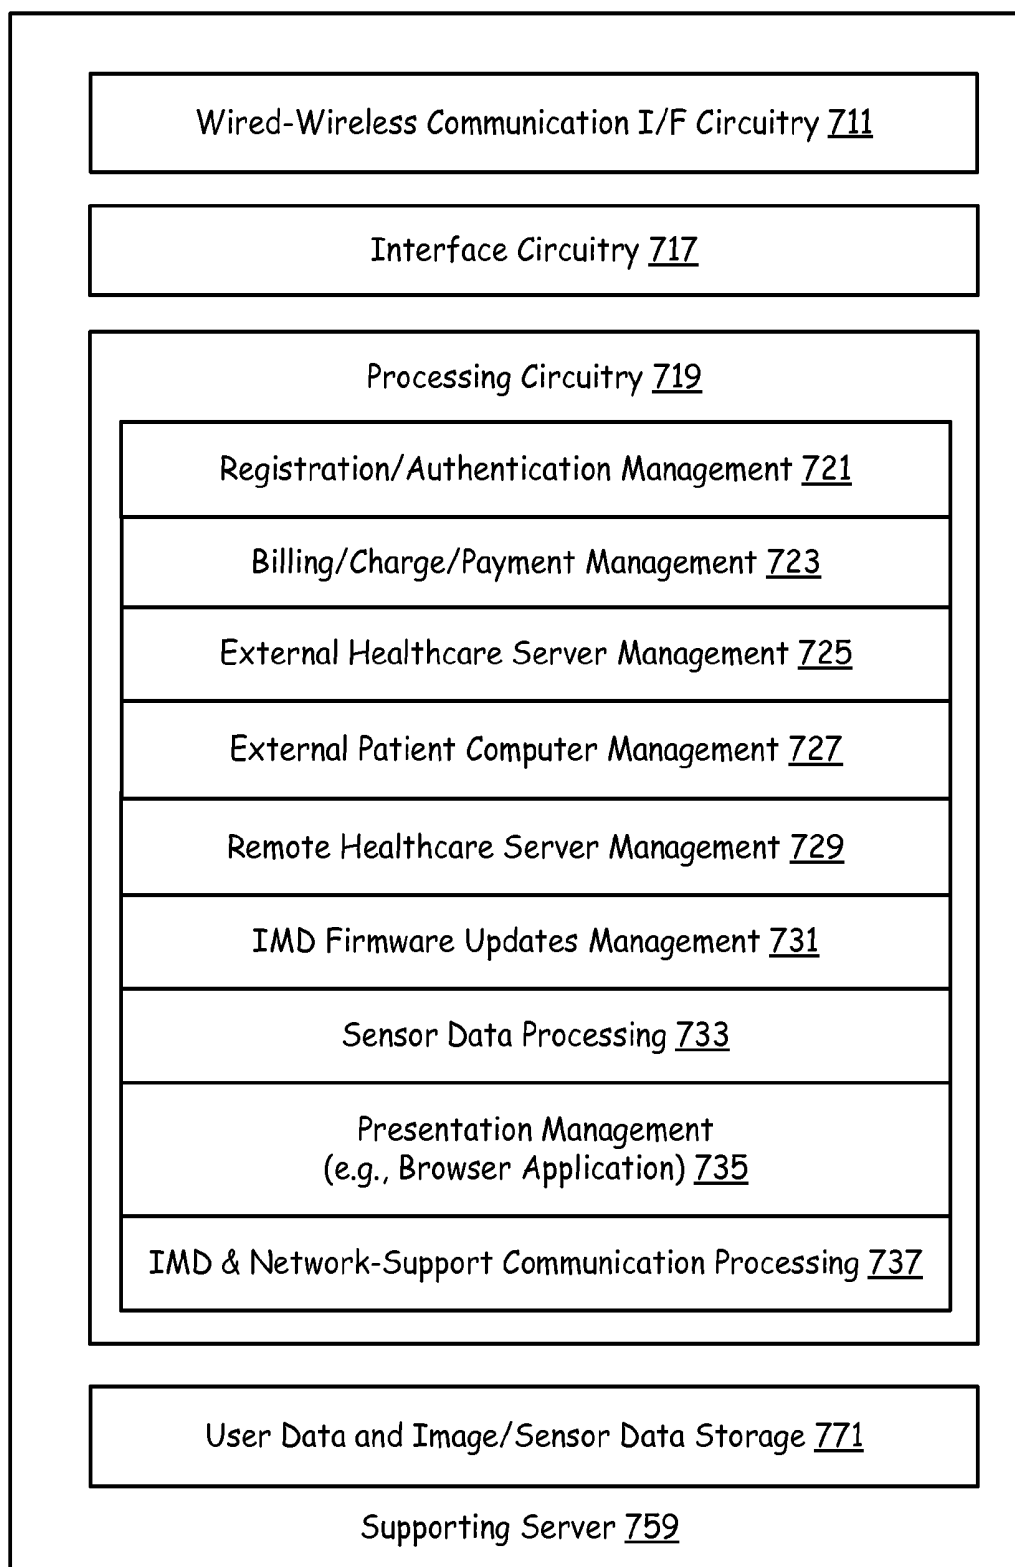 Wired-Wireless Communication I/F Circuitry 711
Interface Circuitry 717
Processing Circuitry 719
Registration/Authentication Management 721
Billing/Charge/Payment Management 723
External Healthcare Server Management 725
External Patient Computer Management 727
Remote Healthcare Server Management 729
IMD Firmware Updates Management 731
Sensor Data Processing 733
Presentation Management
(e.g., Browser Application) 735
IMD & Network-Support Communication Processing 737
User Data and Image/Sensor Data Storage 771
Supporting Server 759